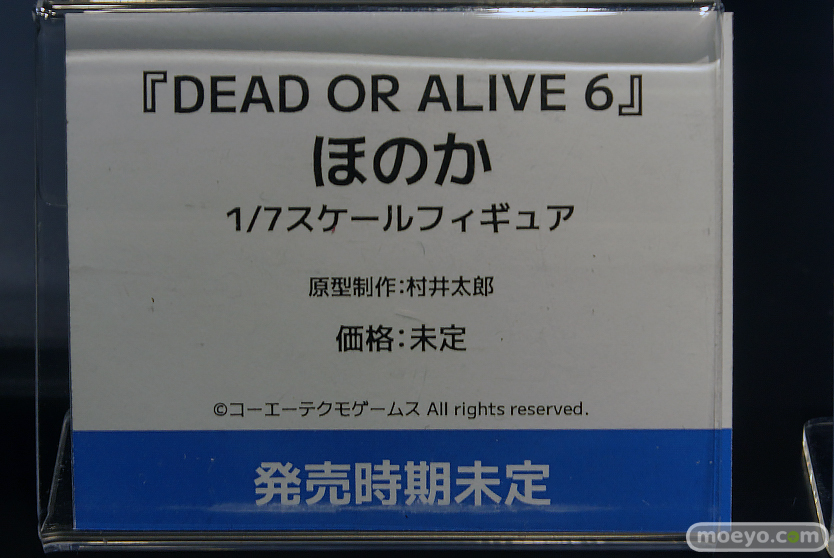 『DEAD OR ALIVE 6』
ほのか
1/7スケールフィギュア
原型制作:村井太郎
価格:未定
©コーエーテクモゲームス All rights reserved.
発売時期未定
moeyo.com